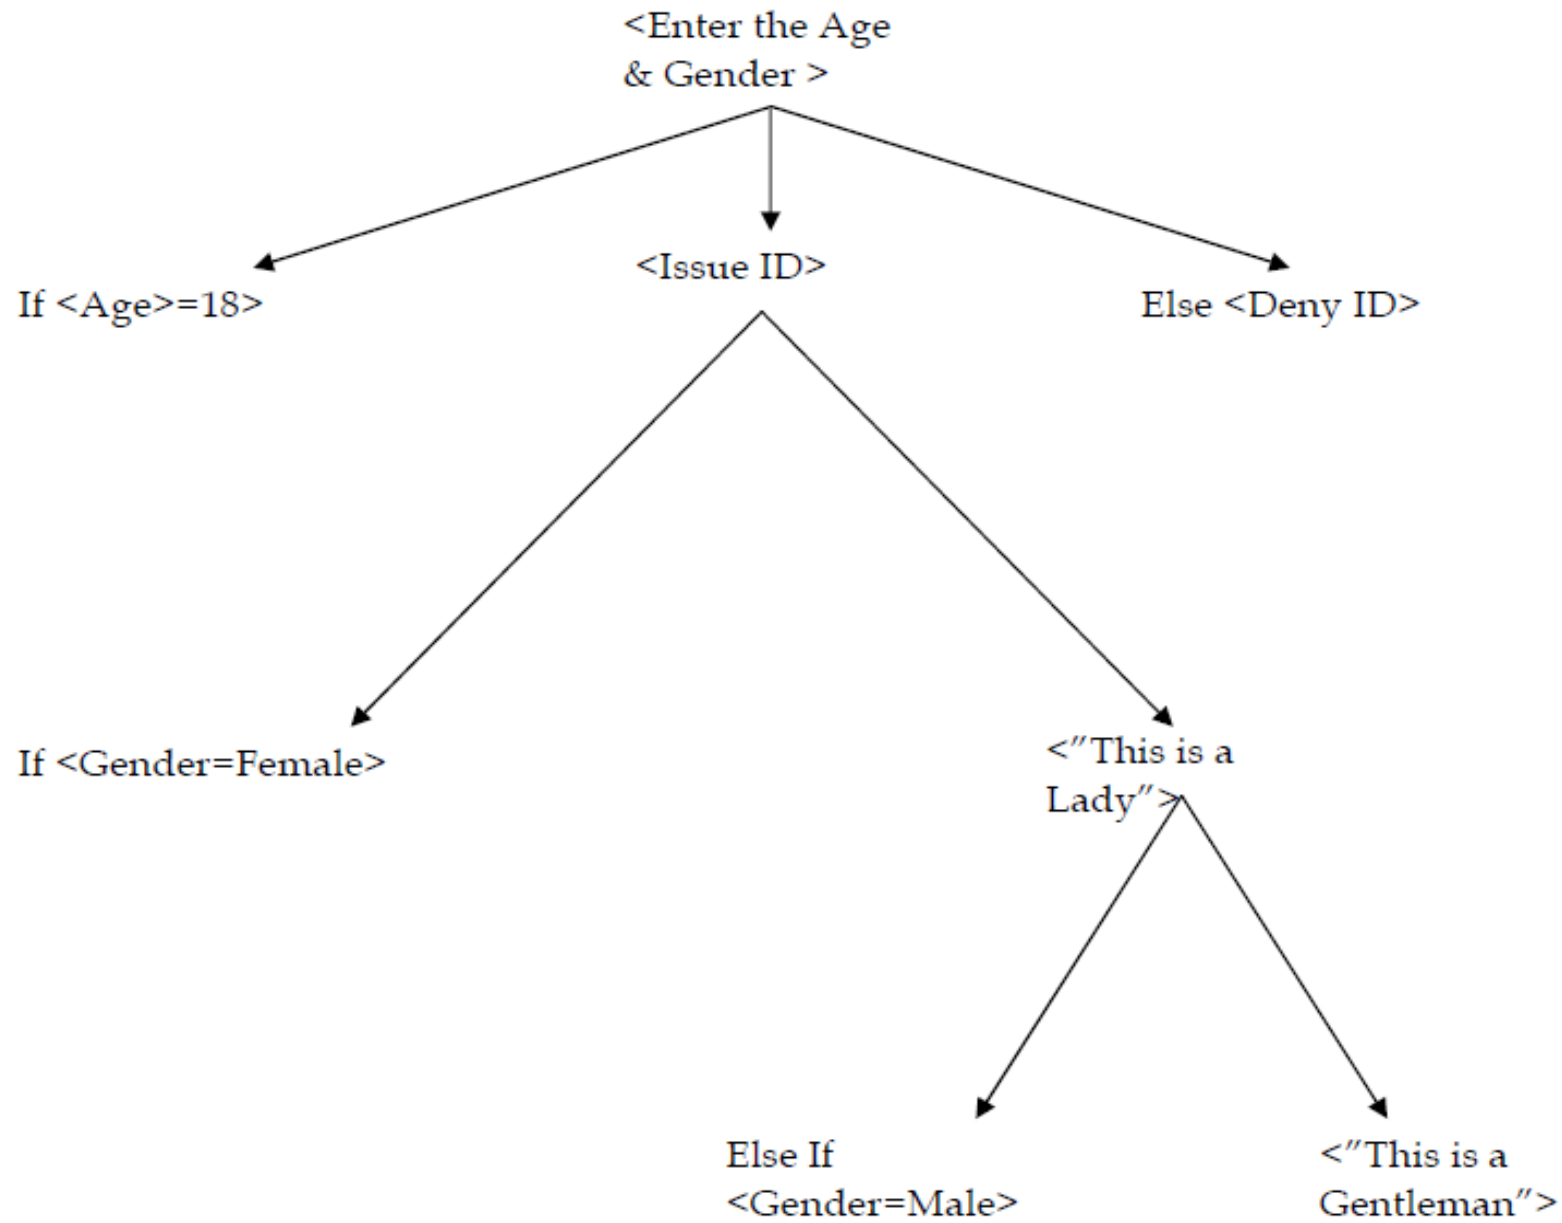 <Enter the Age
& Gender >
If <Age>=18>
<Issue ID>
Else <Deny ID>
If <Gender=Female>
<"This is a
Lady">
Else If
<Gender=Male>
<"This is a
Gentleman">